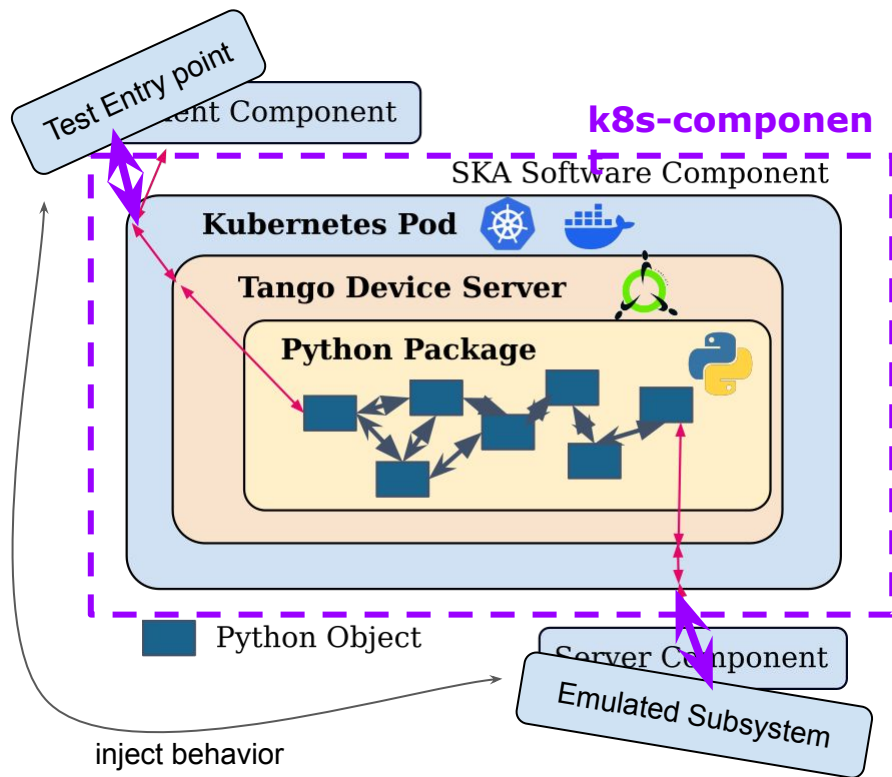 Test Entry point
ent Component
k8s-componen
t
SKA Software Component
Kubernetes Pod
Tango Device Server
Python Package
Python Object
Server Component
Emulated Subsystem
inject behavior